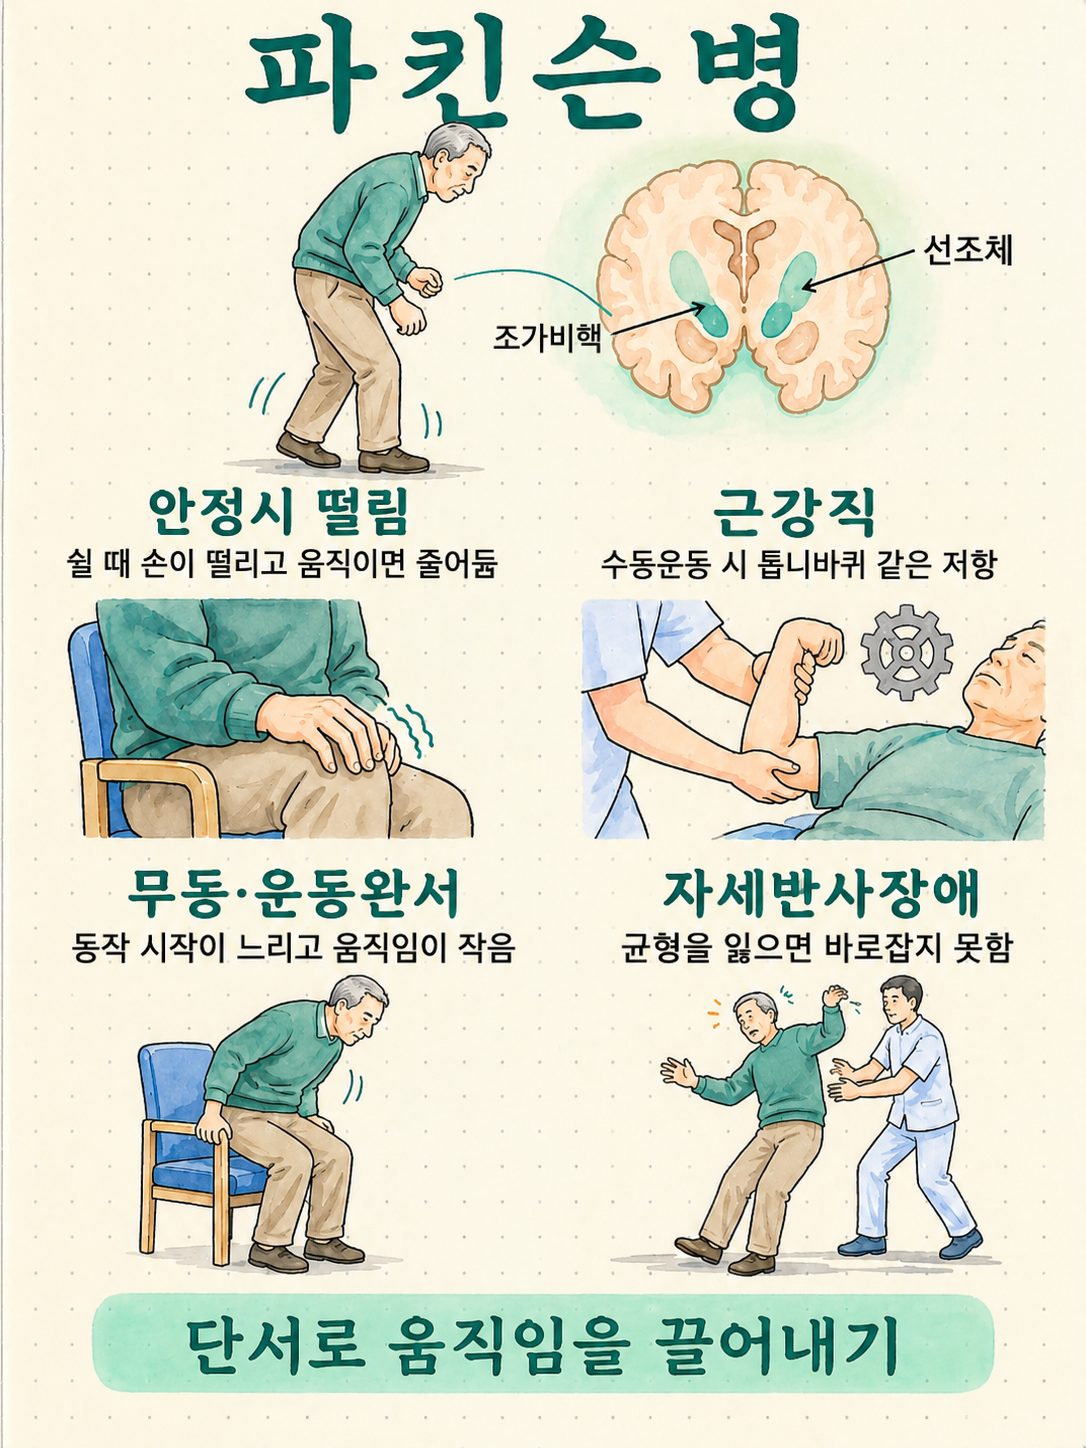 파킨슨병
선조체
조가비핵
안정시 떨림
쉴 때 손이 떨리고 움직이면 줄어듦
근강직
수동운동 시 톱니바퀴 같은 저항
무동·운동완서
동작 시작이 느리고 움직임이 작음
자세반사장애
균형을 잃으면 바로잡지 못함
단서로 움직임을 끌어내기